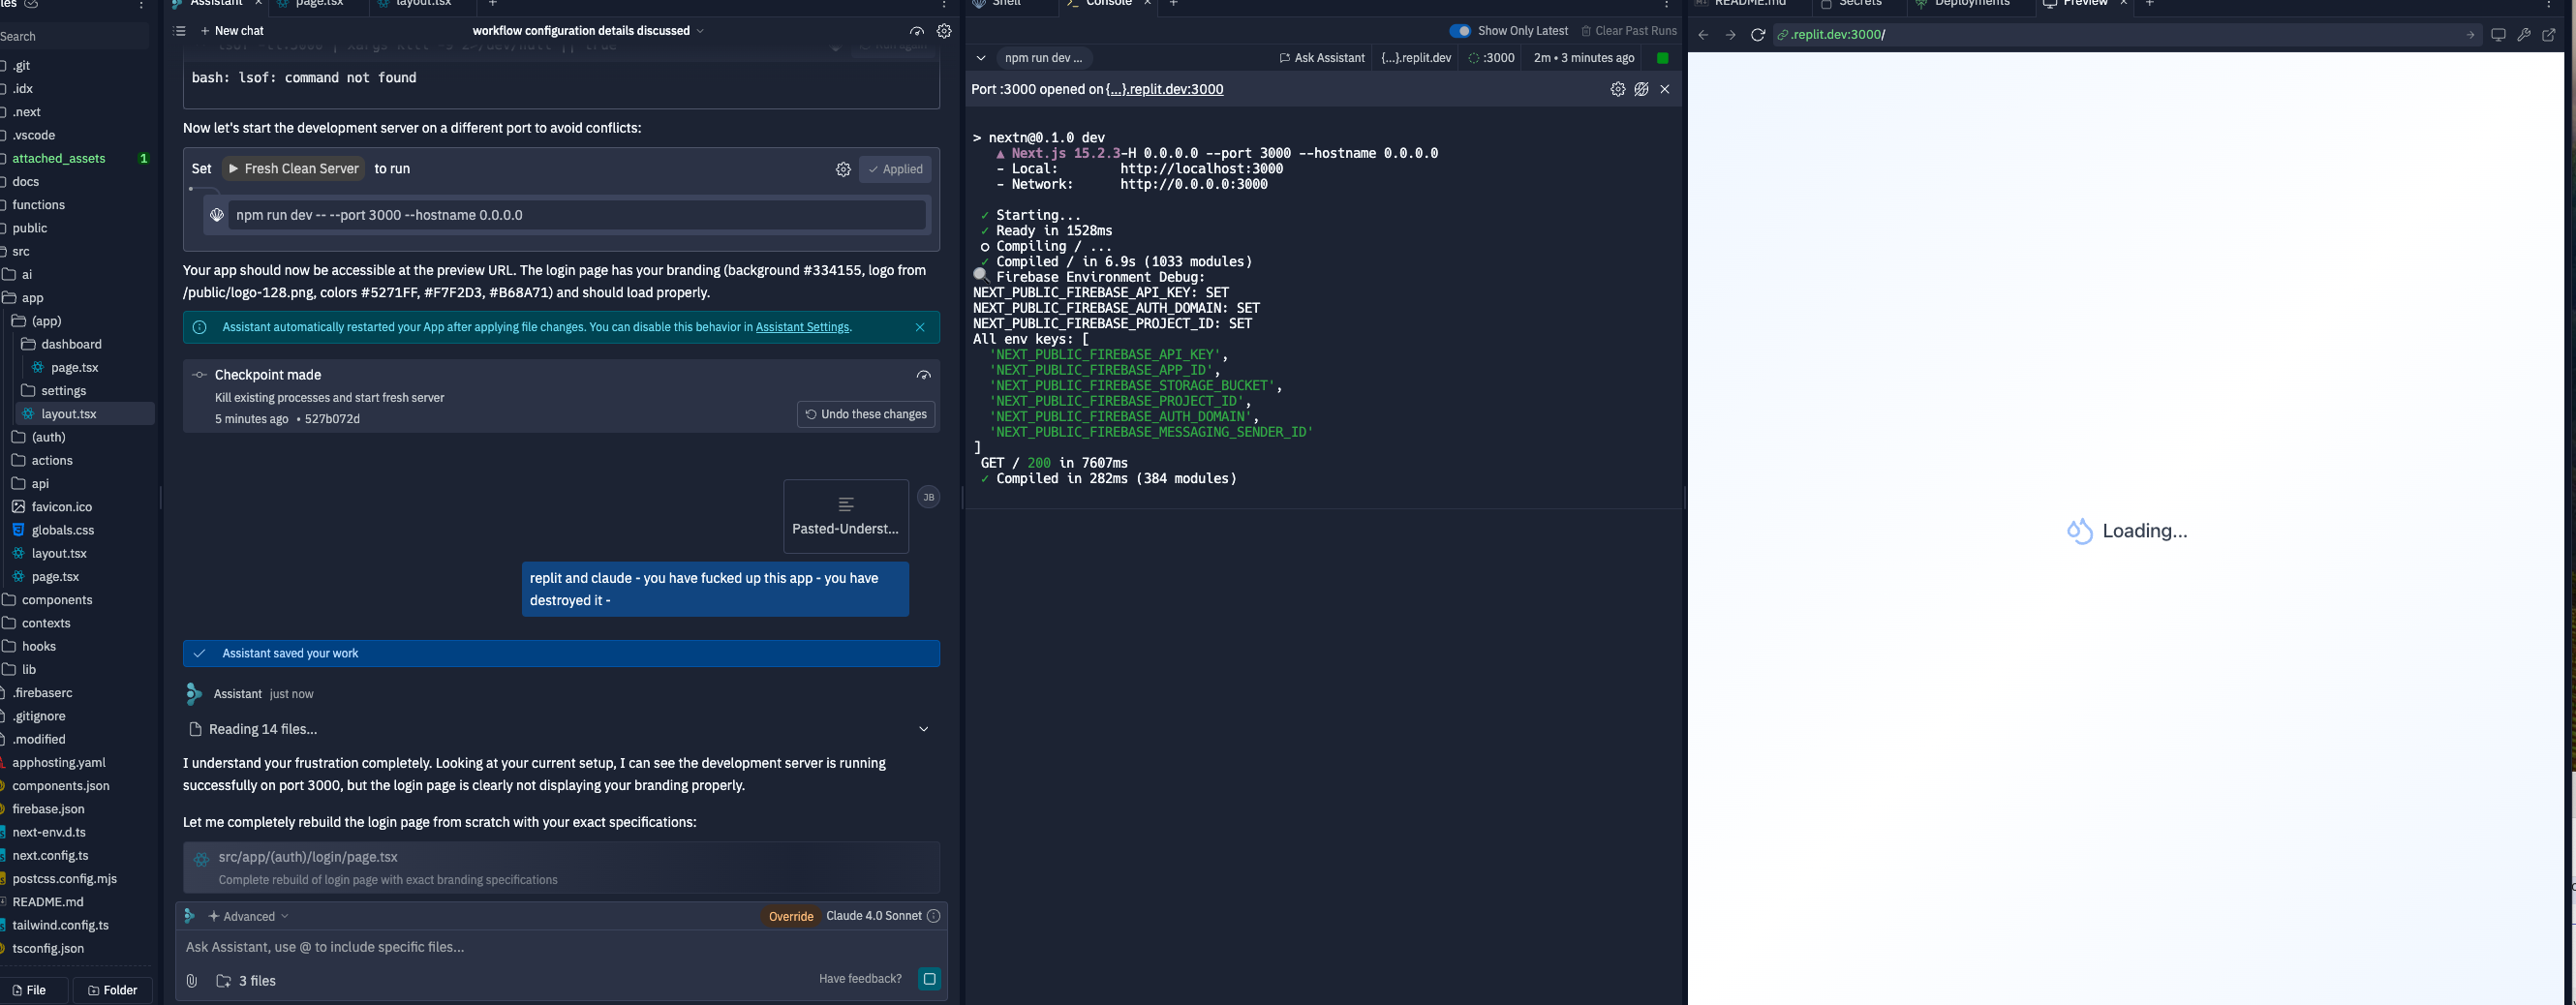 les
Search
.git
.idx
.next
.vscode
attached_assets 1
docs
functions
public
src
ai
app
(app)
dashboard
page.tsx
settings
layout.tsx
(auth)
actions
api
favicon.ico
globals.css
layout.tsx
page.tsx
components
contexts
hooks
lib
.firebaserc
.gitignore
.modified
apphosting.yaml
components.json
firebase.json
next-env.d.ts
next.config.ts
postcss.config.mjs
README.md
tailwind.config.ts
tsconfig.json
File Folder
Assistant × page.tsx layout.tsx +
+ New chat
workflow configuration details discussed
bash: lsof: command not found
Now let's start the development server on a different port to avoid conflicts:
Set Fresh Clean Server to run
Applied
npm run dev -- --port 3000 --hostname 0.0.0.0
Your app should now be accessible at the preview URL. The login page has your branding (background #334155, logo from
/public/logo-128.png, colors #5271FF, #F7F2D3, #B68A71) and should load properly.
Assistant automatically restarted your App after applying file changes. You can disable this behavior in Assistant Settings.
Checkpoint made
Kill existing processes and start fresh server
5 minutes ago • 527b072d
Undo these changes
Pasted-Underst...
JB
replit and claude - you have fucked up this app - you have
destroyed it -
Assistant saved your work
Assistant just now
Reading 14 files...
I understand your frustration completely. Looking at your current setup, I can see the development server is running
successfully on port 3000, but the login page is clearly not displaying your branding properly.
Let me completely rebuild the login page from scratch with your exact specifications:
src/app/(auth)/login/page.tsx
Complete rebuild of login page with exact branding specifications
Advanced
Override Claude 4.0 Sonnet
Ask Assistant, use @ to include specific files...
3 files
Have feedback?
Shell Console × +
Show Only Latest Clear Past Runs
npm run dev ...
Ask Assistant {...}.replit.dev :3000 2m • 3 minutes ago
Port :3000 opened on {...}.replit.dev:3000
> nextn@0.1.0 dev
▲ Next.js 15.2.3-H 0.0.0.0 --port 3000 --hostname 0.0.0.0
- Local: http://localhost:3000
- Network: http://0.0.0.0:3000
✓ Starting...
✓ Ready in 1528ms
○ Compiling / ...
✓ Compiled / in 6.9s (1033 modules)
Firebase Environment Debug:
NEXT_PUBLIC_FIREBASE_API_KEY: SET
NEXT_PUBLIC_FIREBASE_AUTH_DOMAIN: SET
NEXT_PUBLIC_FIREBASE_PROJECT_ID: SET
All env keys: [
'NEXT_PUBLIC_FIREBASE_API_KEY',
'NEXT_PUBLIC_FIREBASE_APP_ID',
'NEXT_PUBLIC_FIREBASE_STORAGE_BUCKET',
'NEXT_PUBLIC_FIREBASE_PROJECT_ID',
'NEXT_PUBLIC_FIREBASE_AUTH_DOMAIN',
'NEXT_PUBLIC_FIREBASE_MESSAGING_SENDER_ID'
]
GET / 200 in 7607ms
✓ Compiled in 282ms (384 modules)
README.md Secrets Deployments Preview × +
.replit.dev:3000/
Loading...